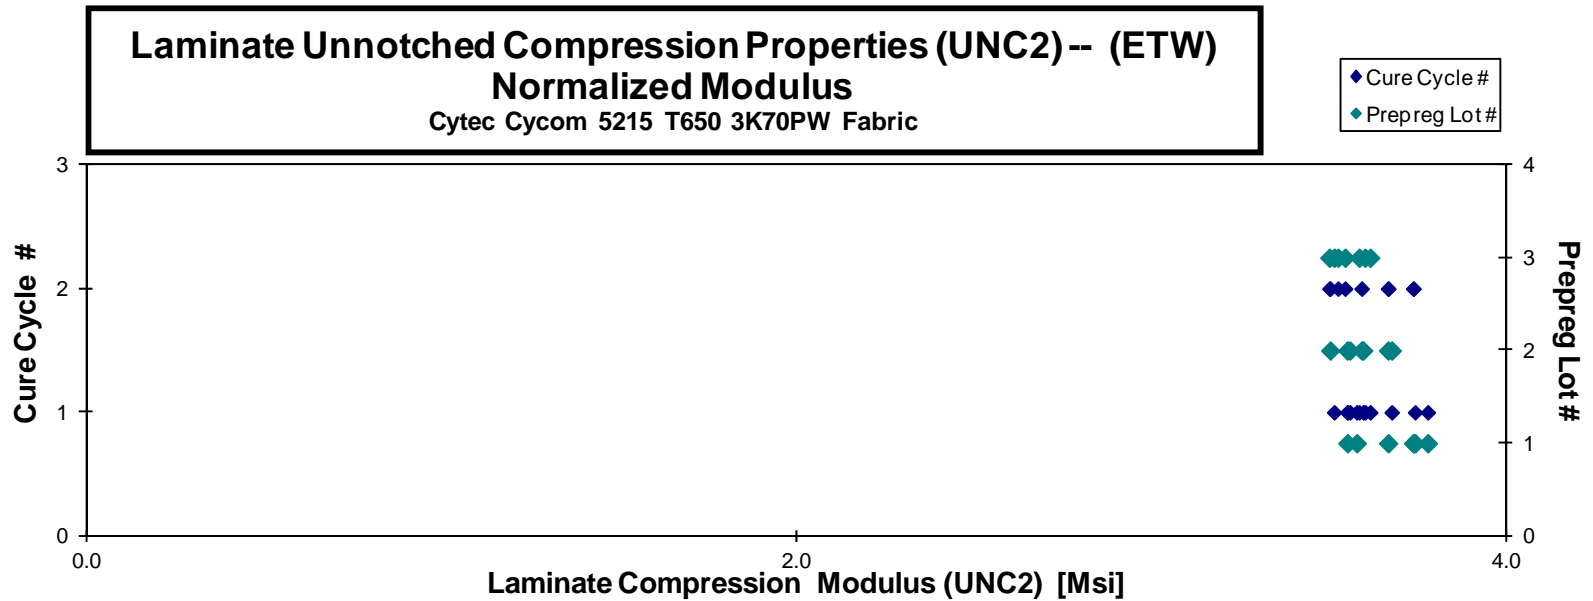 Laminate Unnotched Compression Properties (UNC2) -- (ETW)
Normalized Modulus
Cytec Cycom 5215 T650 3K70PW Fabric
Cure Cycle #
Prepreg Lot #
3
2
1
0
Cure Cycle #
4
3
2
1
0
Prepreg Lot #
0.0 2.0 4.0
Laminate Compression Modulus (UNC2) [Msi]